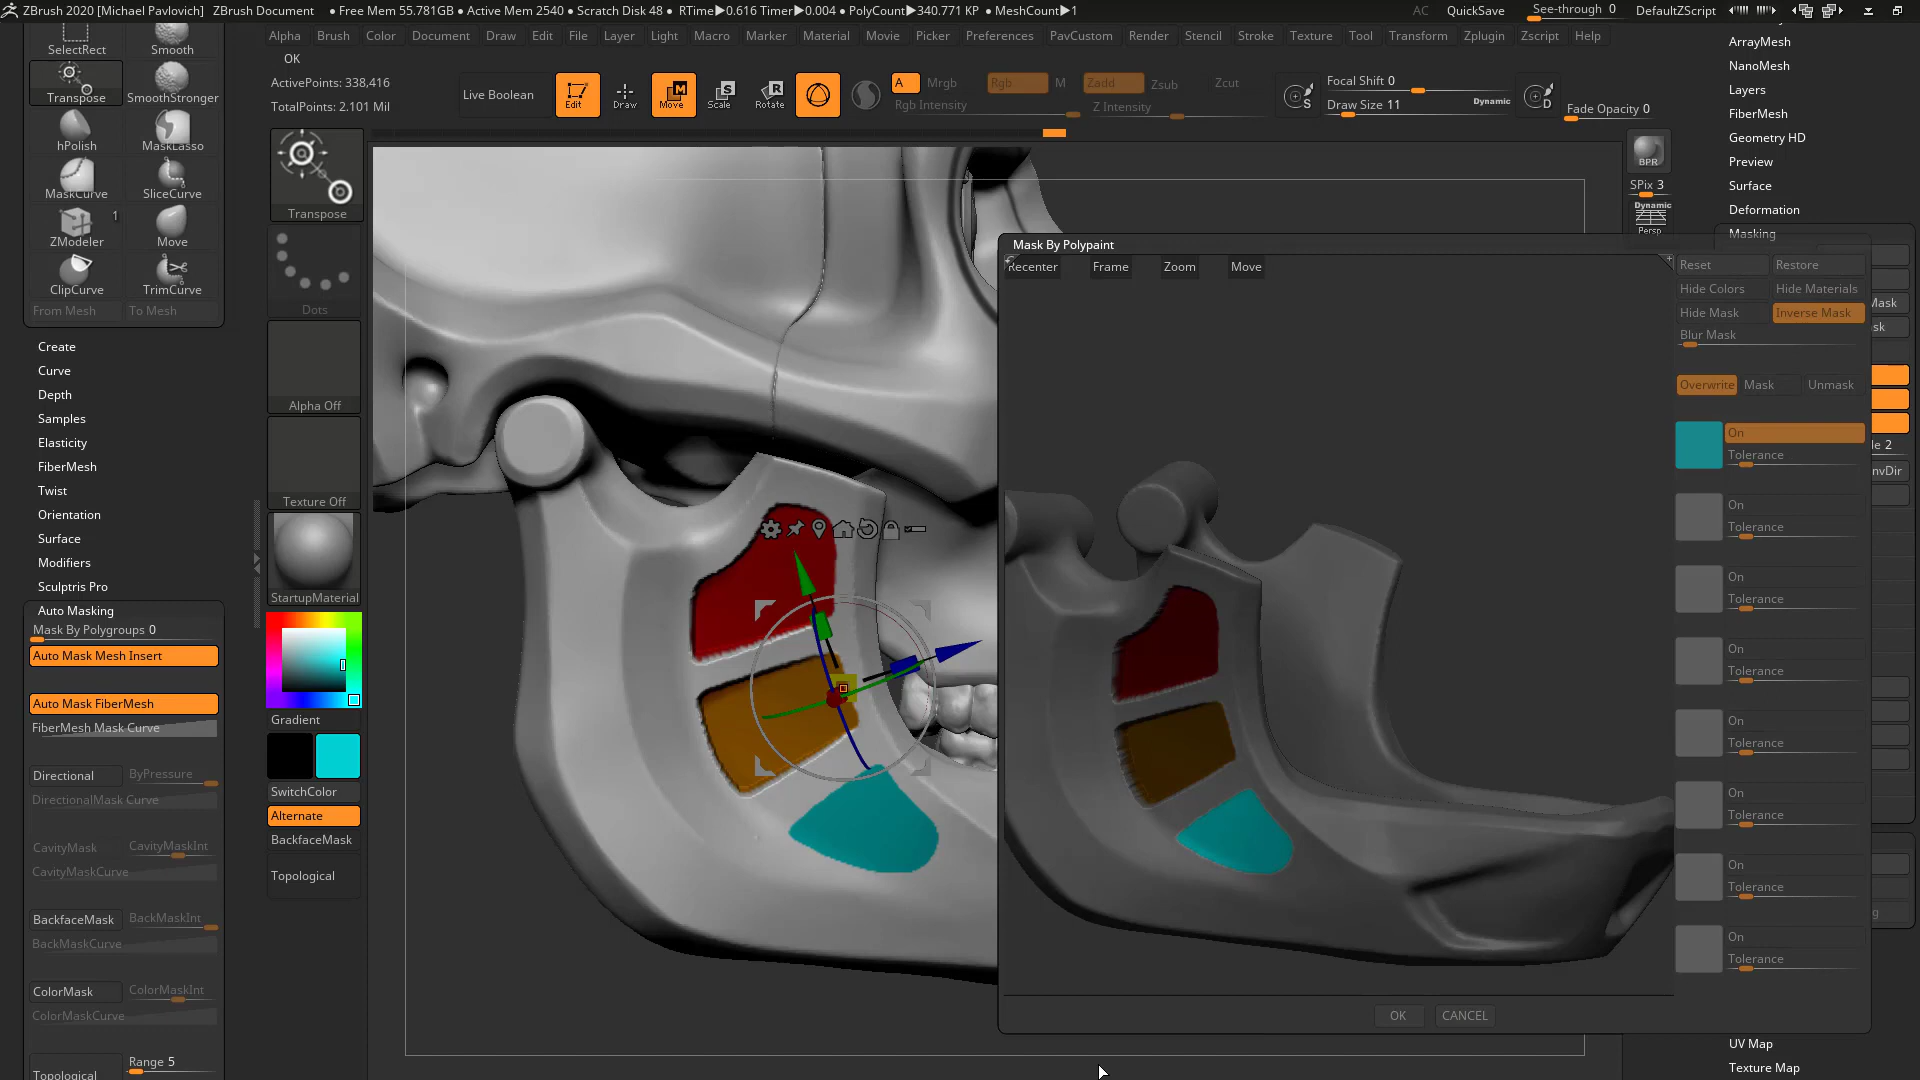 ZBrush 2020 [Michael Pavlovich] ZBrush Document • Free Mem 55.781GB • Active Mem 2540 • Scratch Disk 48 • RTime▶0.616 Timer▶0.004 • PolyCount▶340.771 KP • MeshCount▶1 AC QuickSave See-through 0 DefaultZScript
Alpha Brush Color Document Draw Edit File Layer Light Macro Marker Material Movie Picker Preferences PavCustom Render Stencil Stroke Texture Tool Transform Zplugin Zscript Help
OK
ActivePoints: 338,416
TotalPoints: 2.101 Mil
Live Boolean
Edit
Draw
Move
Scale
Rotate
A Mrgb Rgb M Zadd Zsub Zcut
Rgb Intensity Z Intensity
Focal Shift 0
Draw Size 11 Dynamic
Fade Opacity 0
SelectRect Smooth
Transpose SmoothStronger
hPolish MaskLasso
MaskCurve SliceCurve
1
ZModeler Move
ClipCurve TrimCurve
From Mesh To Mesh
Create
Curve
Depth
Samples
Elasticity
FiberMesh
Twist
Orientation
Surface
Modifiers
Sculptris Pro
Auto Masking
Mask By Polygroups 0
Auto Mask Mesh Insert
Auto Mask FiberMesh
FiberMesh Mask Curve
Directional ByPressure
DirectionalMask Curve
CavityMask CavityMaskInt
CavityMaskCurve
BackfaceMask BackMaskInt
BackMaskCurve
ColorMask ColorMaskInt
ColorMaskCurve
Topological Range 5
Transpose
Dots
Alpha Off
Texture Off
StartupMaterial
Gradient
SwitchColor
Alternate
BackfaceMask
Topological
BPR
SPix 3
Dynamic
Persp
Mask By Polypaint
Recenter Frame Zoom Move
Reset Restore
Hide Colors Hide Materials
Hide Mask Inverse Mask
Blur Mask
Overwrite Mask Unmask
On
Tolerance
On
Tolerance
On
Tolerance
On
Tolerance
On
Tolerance
On
Tolerance
On
Tolerance
On
Tolerance
OK CANCEL
ArrayMesh
NanoMesh
Layers
FiberMesh
Geometry HD
Preview
Surface
Deformation
Masking
Mask
UV Map
Texture Map